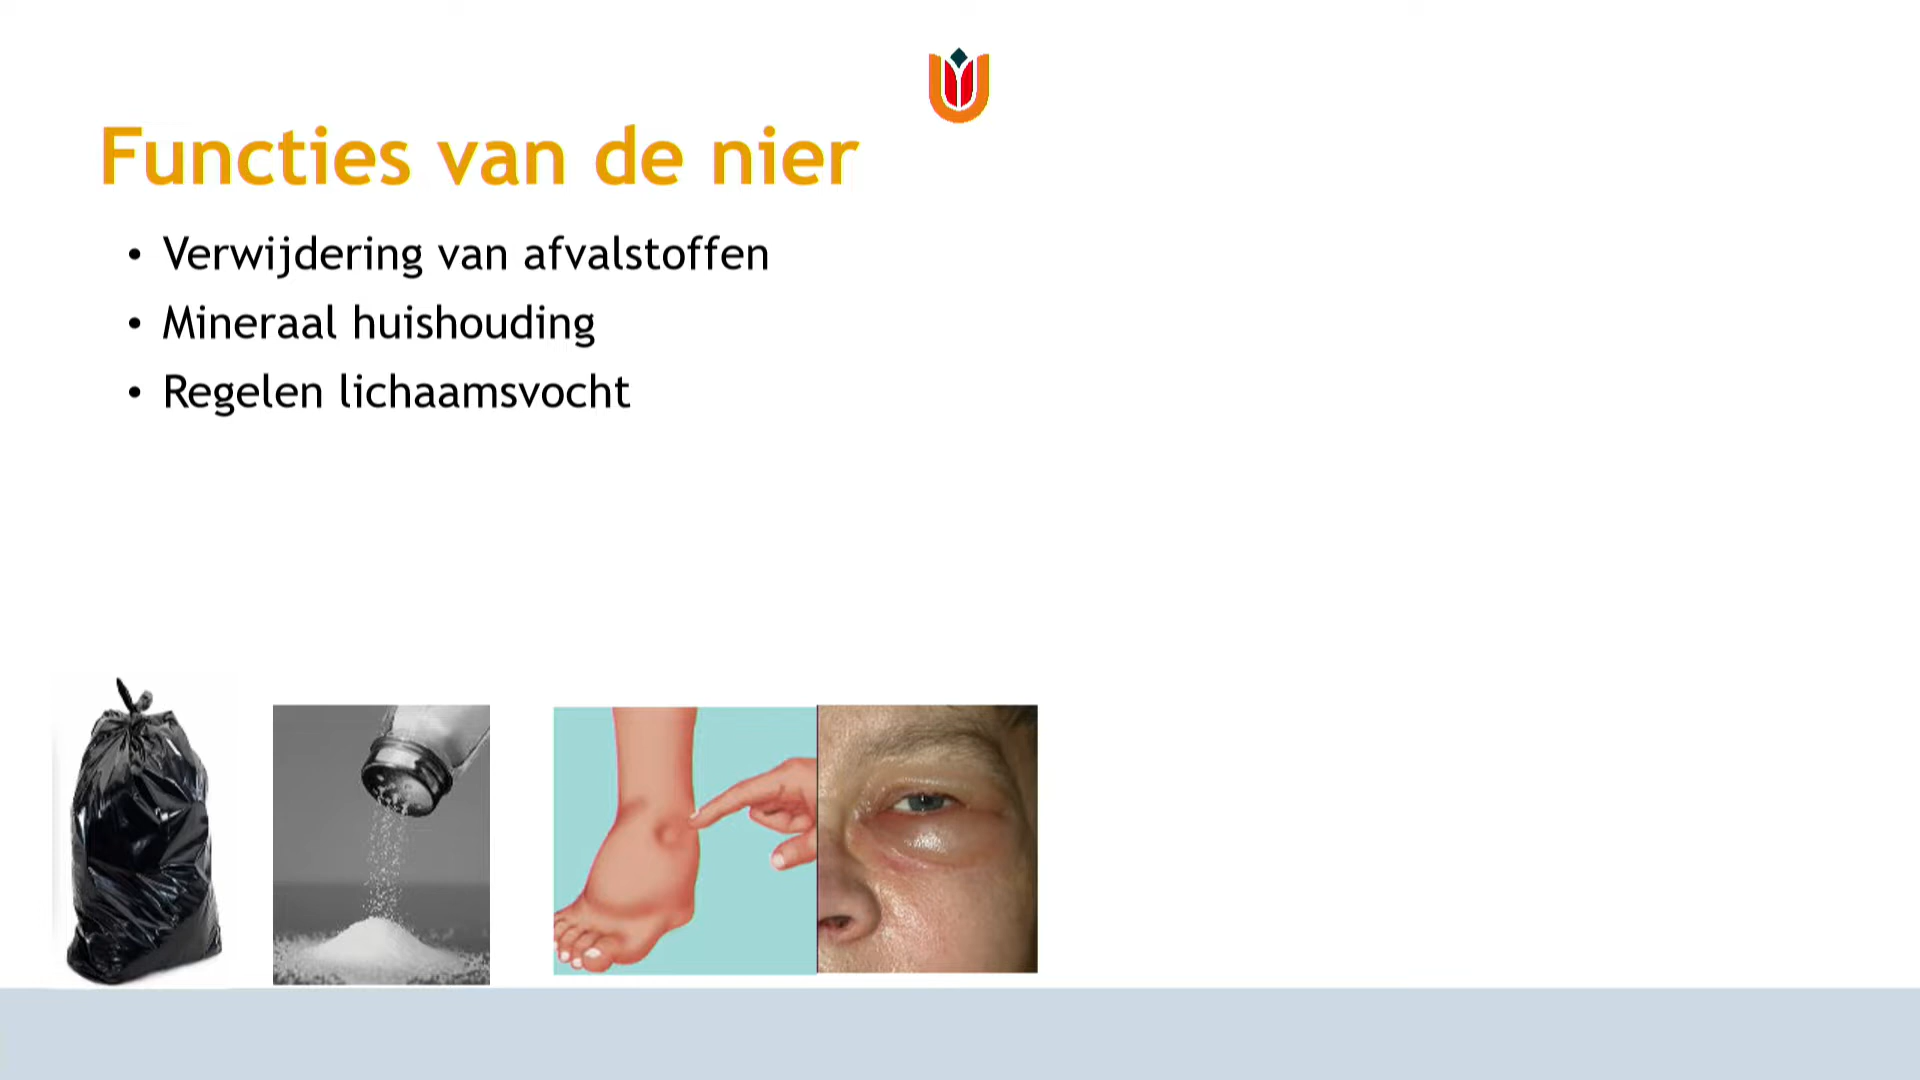 Functies van de nier
• Verwijdering van afvalstoffen
• Mineraal huishouding
• Regelen lichaamsvocht